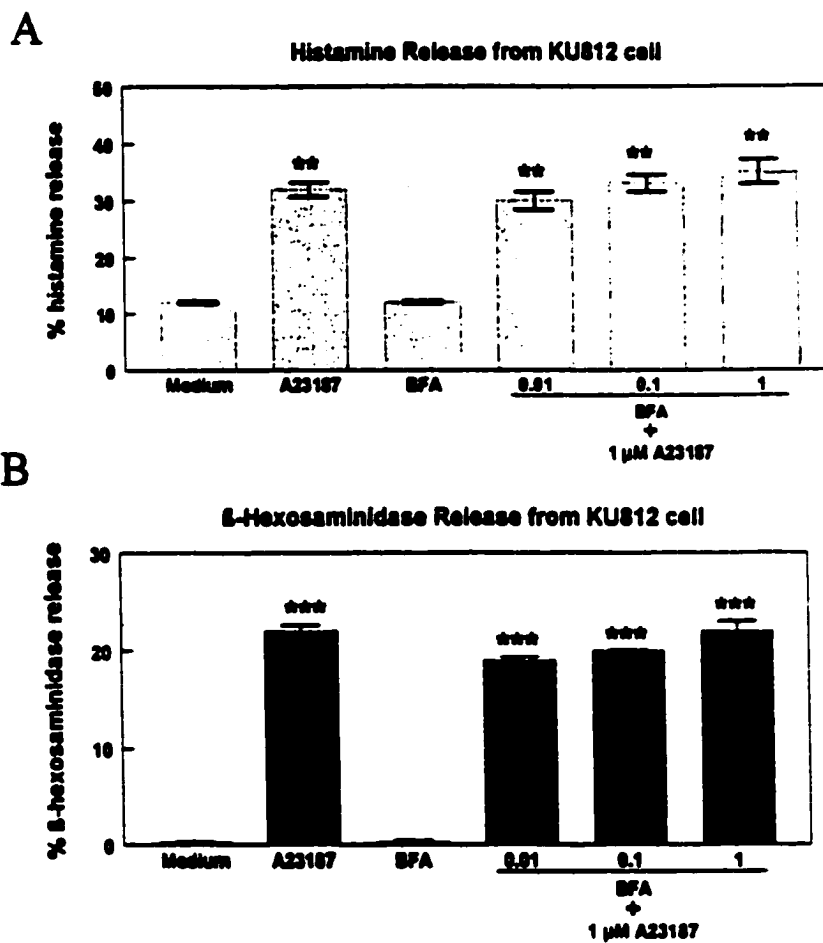 A
Histamine Release from KU812 cell
% histamine release
50
40
30
20
10
0
** ** ** **
Medium A23187 BFA 0.01 0.1 1
BFA
+
1 µM A23187
B
ß-Hexosaminidase Release from KU812 cell
% ß-hexosaminidase release
30
20
10
0
*** *** *** ***
Medium A23187 BFA 0.01 0.1 1
BFA
+
1 µM A23187